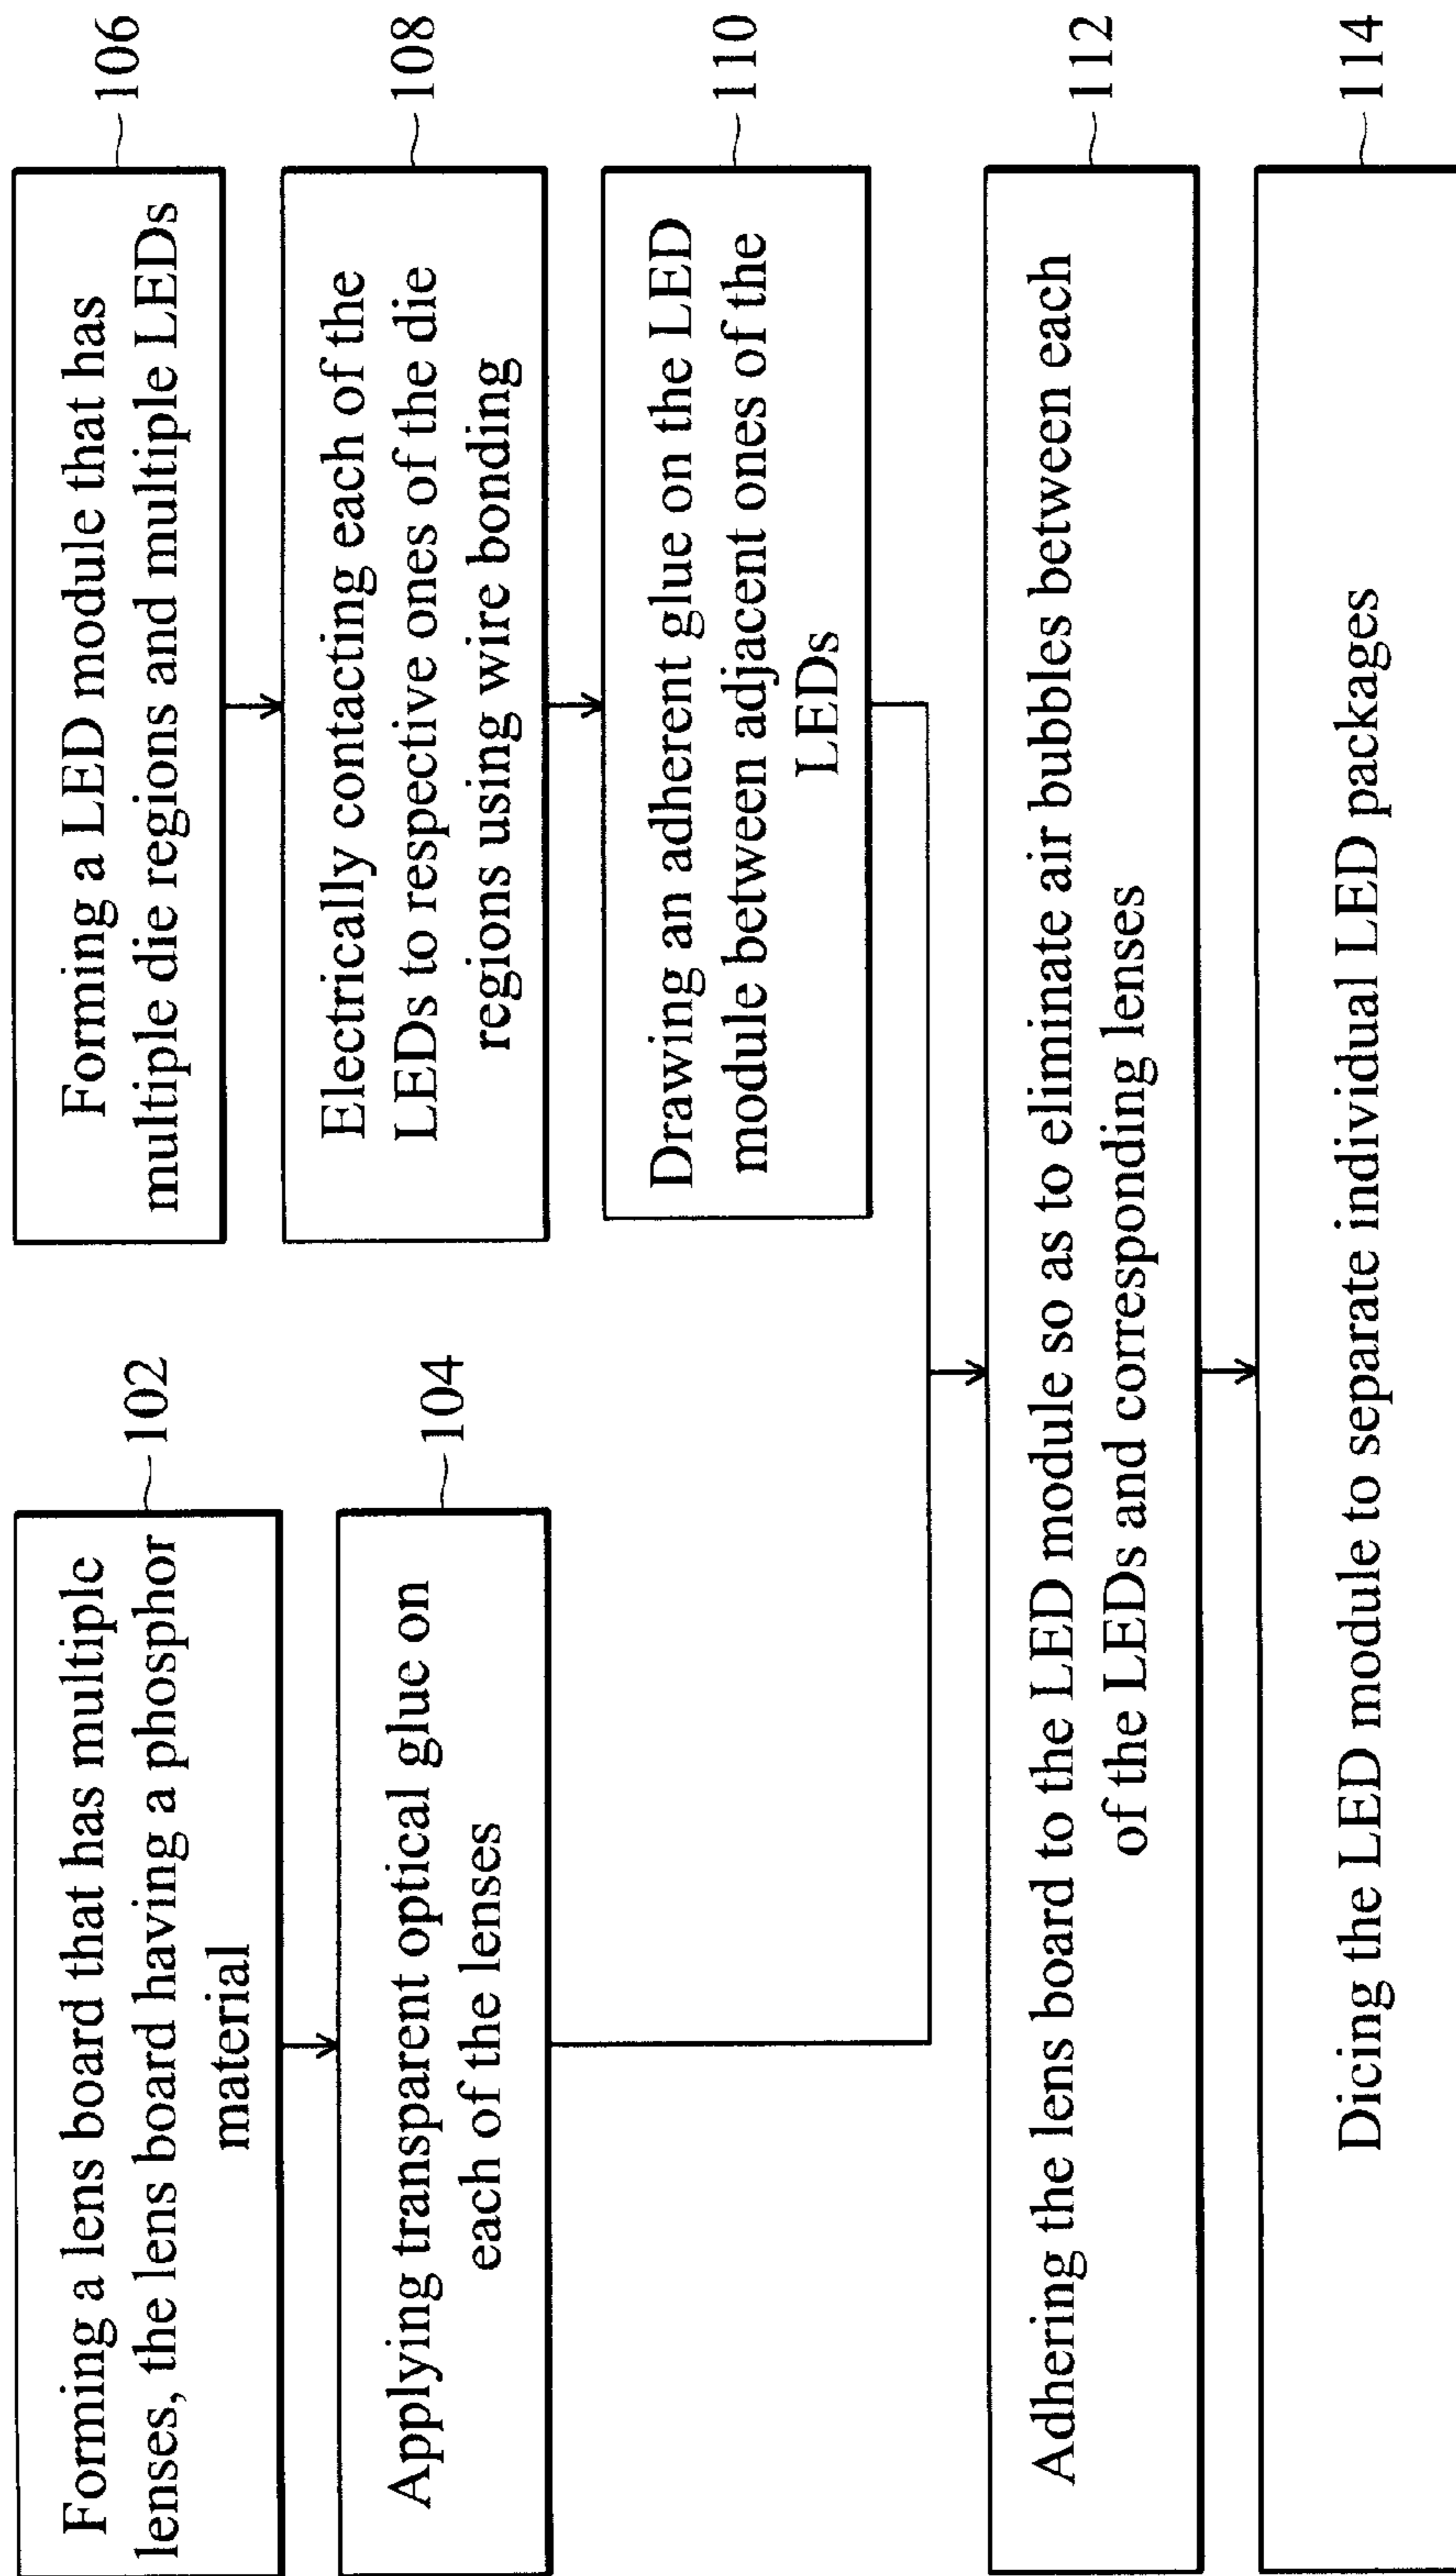 Forming a lens board that has multiple
lenses, the lens board having a phosphor
material
102
Applying transparent optical glue on
each of the lenses
104
Forming a LED module that has
multiple die regions and multiple LEDs
106
Electrically contacting each of the
LEDs to respective ones of the die
regions using wire bonding
108
Drawing an adherent glue on the LED
module between adjacent ones of the
LEDs
110
Adhering the lens board to the LED module so as to eliminate air bubbles between each
of the LEDs and corresponding lenses
112
Dicing the LED module to separate individual LED packages
114